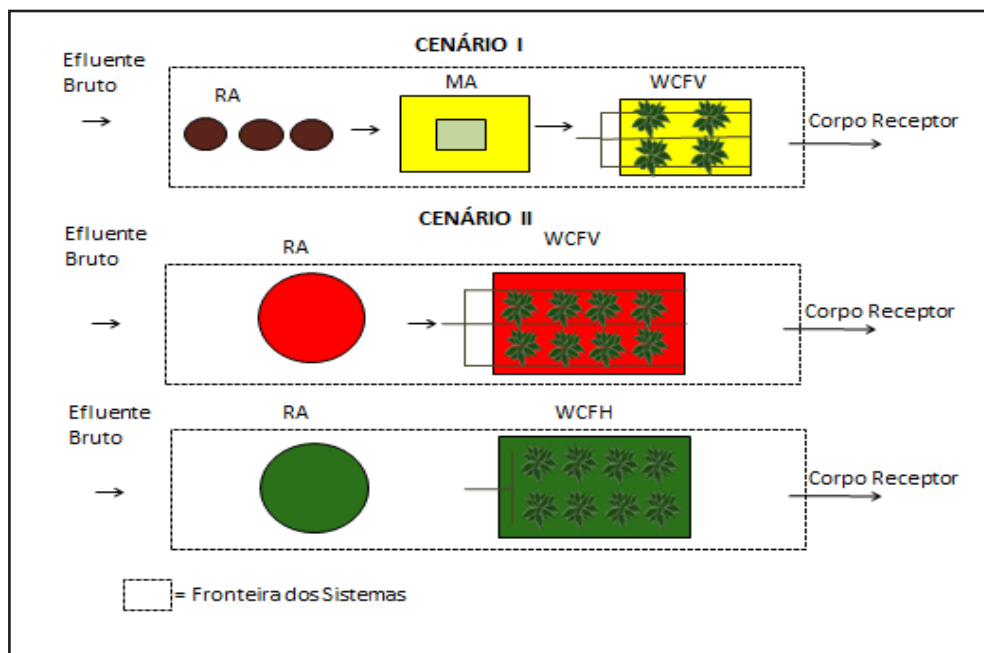 CENÁRIO I
Efluente
Bruto
RA
MA
WCFV
Corpo Receptor
CENÁRIO II
Efluente
Bruto
RA
WCFV
Corpo Receptor
Efluente
Bruto
RA
WCFH
Corpo Receptor
= Fronteira dos Sistemas